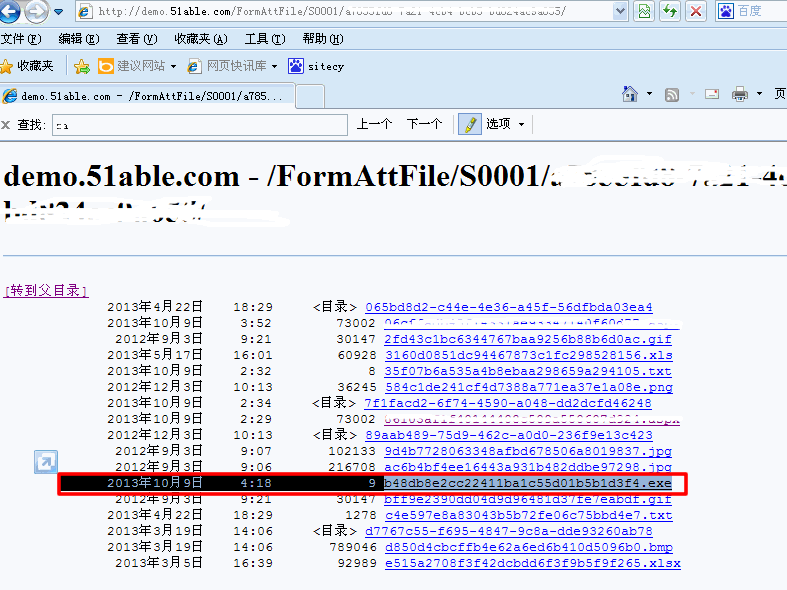 http://demo.51able.com/FormAttFile/S0001/
百度
文件(F) 编辑(E) 查看(V) 收藏夹(A) 工具(T) 帮助(H)
收藏夹 建议网站 网页快讯库 sitecy
demo.51able.com - /FormAttFile/S0001/a785... 页
x 查找: 上一个 下一个 选项
demo.51able.com - /FormAttFile/S0001/
[转到父目录]
2013年4月22日 18:29 <目录> 065bd8d2-c44e-4e36-a45f-56dfbda03ea4
2013年10月9日 3:52 73002
2012年9月3日 9:21 30147 2fd43c1bc6344767baa9256b88b6d0ac.gif
2013年5月17日 16:01 60928 3160d0851dc94467873c1fc298528156.xls
2013年10月9日 2:32 8 35f07b6a535a4b8ebaa298659a294105.txt
2012年12月3日 10:13 36245 584c1de241cf4d7388a771ea37e1a08e.png
2013年10月9日 2:34 <目录> 7f1facd2-6f74-4590-a048-dd2dcfd46248
2013年10月9日 2:29 73002
2012年12月3日 10:13 <目录> 89aab489-75d9-462c-a0d0-236f9e13c423
2012年9月3日 9:07 102133 9d4b7728063348afbd678506a8019837.jpg
2012年9月3日 9:06 216708 ac6b4bf4ee16443a931b482ddbe97298.jpg
2013年10月9日 4:18 9 b48db8e2cc22411ba1c55d01b5b1d3f4.exe
2012年9月3日 9:21 30147 bff9e2390dd04d9d96481d37fe7eabdf.gif
2013年4月22日 18:29 1278 c4e597e8a83043b5b72fe06c75bbd4e7.txt
2013年3月19日 14:06 <目录> d7767c55-f695-4847-9c8a-dde93260ab78
2013年3月19日 14:06 789046 d850d4cbcffb4e62a6ed6b410d5096b0.bmp
2013年3月5日 16:39 92989 e515a2708f3f42dcbdd6f3f9b5f9f265.xlsx